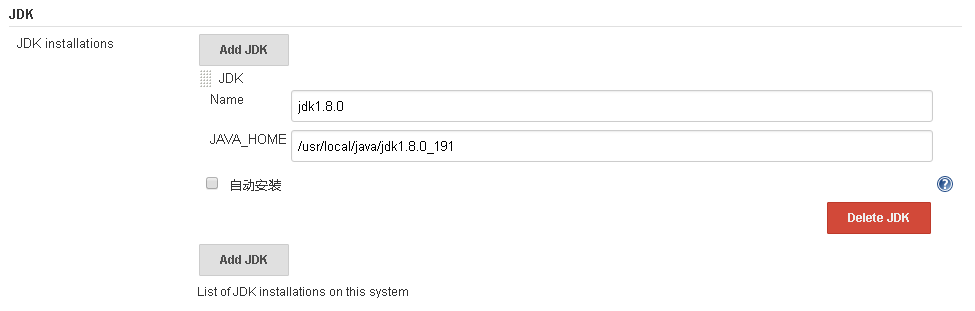 JDK
JDK installations
Add JDK
JDK
Name
jdk1.8.0
JAVA_HOME
/usr/local/java/jdk1.8.0_191
自动安装
?
Delete JDK
Add JDK
List of JDK installations on this system